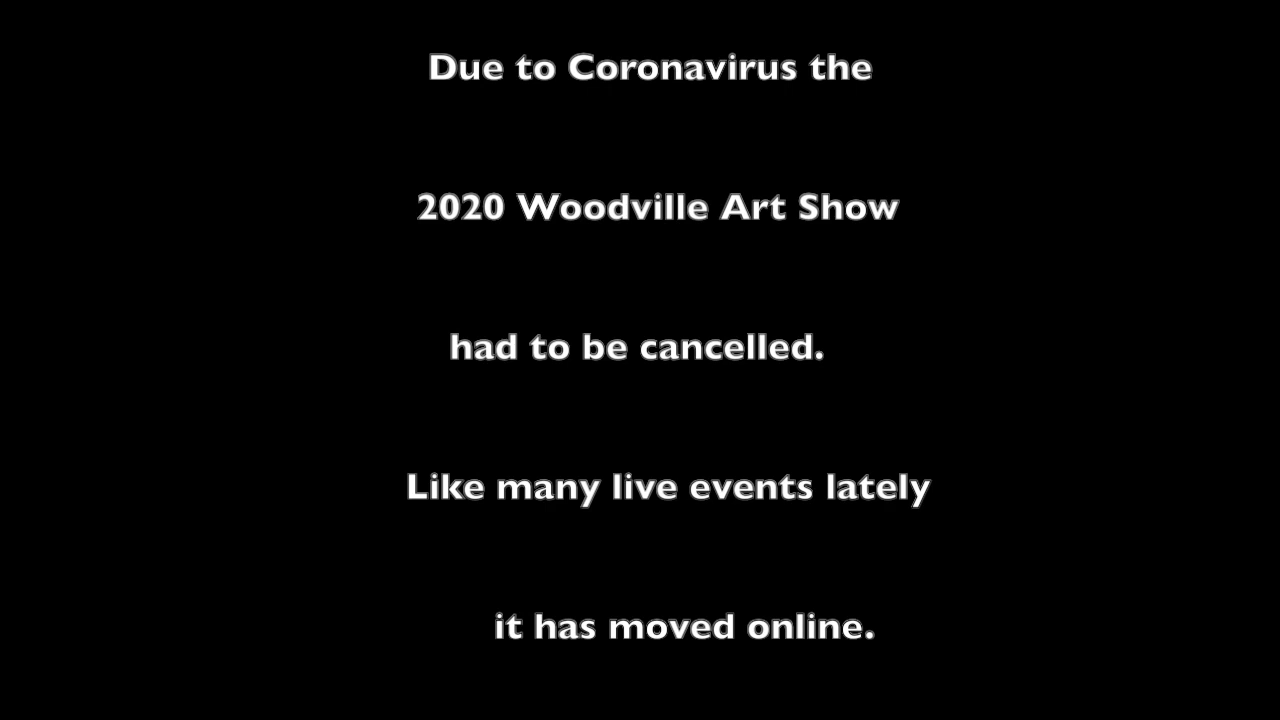 Due to Coronavirus the
2020 Woodville Art Show
had to be cancelled.
Like many live events lately
it has moved online.